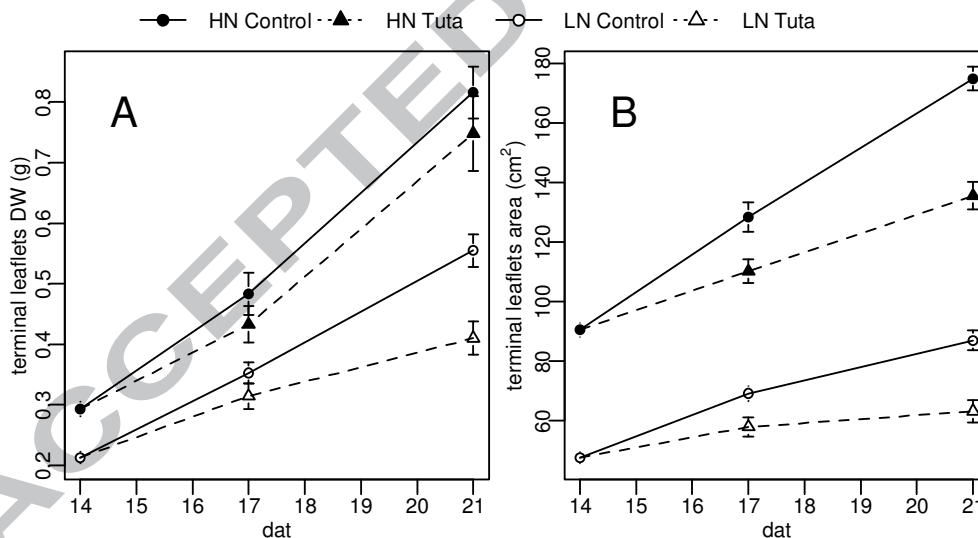 HN Control HN Tuta LN Control LN Tuta
A
terminal leaflets DW (g)
0.8
0.7
0.6
0.5
0.4
0.3
0.2
14 15 16 17 18 19 20 21
dat
B
terminal leaflets area (cm²)
180
160
140
120
100
80
60
14 15 16 17 18 19 20 21
dat
ACCEPTED